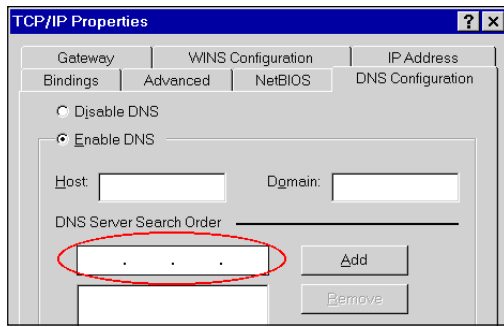 TCP/IP Properties ? ×
Gateway WINS Configuration IP Address
Bindings Advanced NetBIOS DNS Configuration
Disable DNS
Enable DNS
Host: Domain:
DNS Server Search Order
. . . Add
Remove